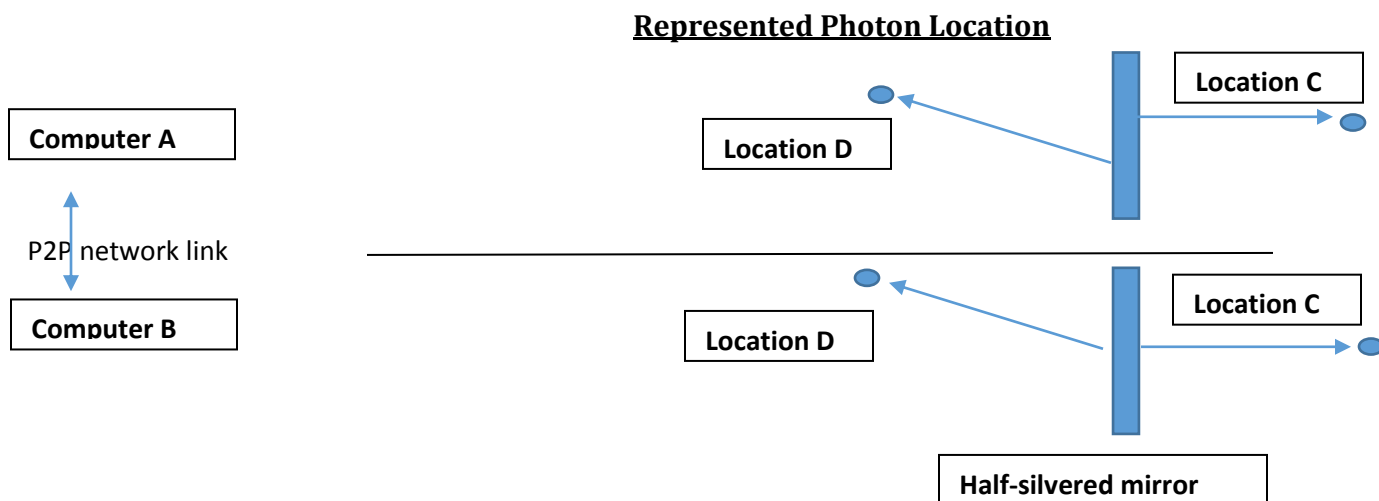 Represented Photon Location
Location C
Computer A
Location D
P2P network link
Location C
Computer B
Location D
Half-silvered mirror